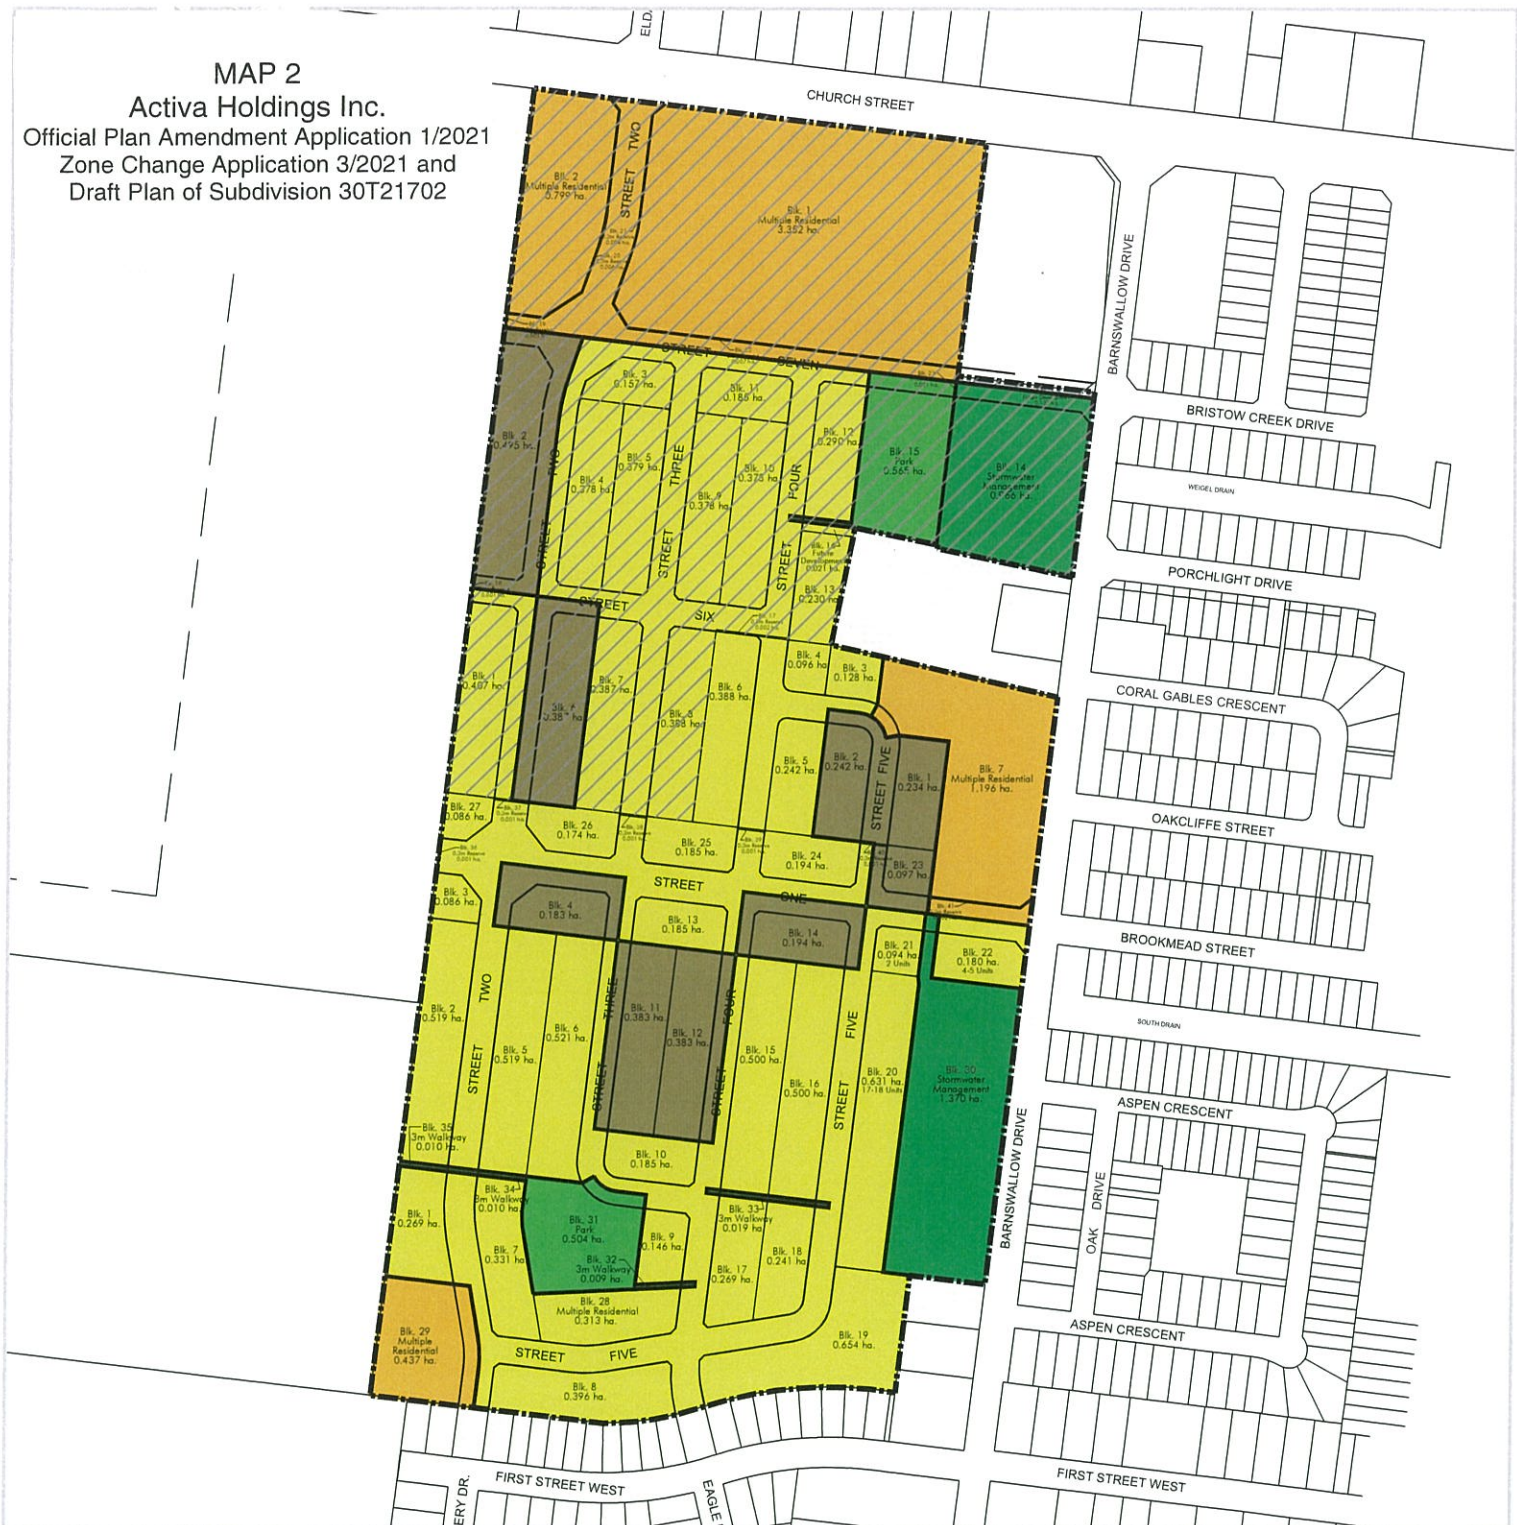 MAP 2
Activa Holdings Inc.
Official Plan Amendment Application 1/2021
Zone Change Application 3/2021 and
Draft Plan of Subdivision 30T21702
CHURCH STREET
STREET TWO
Blk. 2
Multiple Residential
0.799 ha.
Blk. 1
Multiple Residential
3.352 ha.
BARNSWALLOW DRIVE
STREET SEVEN
Blk. 3
0.157 ha.
Blk. 11
0.185 ha.
Blk. 12
0.290 ha.
Blk. 2
0.495 ha.
Blk. 4
0.378 ha.
Blk. 5
0.379 ha.
Blk. 9
0.378 ha.
Blk. 10
0.378 ha.
Blk. 15
Park
0.565 ha.
Blk. 14
Stormwater
Management
0.966 ha.
STREET TWO
STREET THREE
STREET FOUR
BRISTOW CREEK DRIVE
WEIGEL DRAIN
PORCHLIGHT DRIVE
Blk. 16
Future
Development
0.021 ha.
Blk. 13
0.230 ha.
STREET SIX
Blk. 1
0.407 ha.
Blk. 7
0.387 ha.
Blk. 6
0.388 ha.
Blk. 4
0.096 ha.
Blk. 3
0.128 ha.
CORAL GABLES CRESCENT
Blk. 5
0.242 ha.
Blk. 2
0.242 ha.
STREET FIVE
Blk. 1
0.234 ha.
Blk. 7
Multiple Residential
1.196 ha.
OAKCLIFFE STREET
Blk. 27
0.086 ha.
Blk. 26
0.174 ha.
Blk. 25
0.185 ha.
Blk. 24
0.194 ha.
Blk. 23
0.097 ha.
STREET ONE
Blk. 3
0.086 ha.
Blk. 4
0.183 ha.
Blk. 13
0.185 ha.
Blk. 14
0.194 ha.
Blk. 21
0.094 ha.
2 Units
Blk. 22
0.180 ha.
4-5 Units
BROOKMEAD STREET
SOUTH DRAIN
Blk. 2
0.519 ha.
STREET TWO
Blk. 5
0.519 ha.
Blk. 6
0.521 ha.
STREET THREE
Blk. 11
0.383 ha.
Blk. 12
0.383 ha.
STREET FOUR
Blk. 15
0.500 ha.
Blk. 16
0.500 ha.
STREET FIVE
Blk. 20
0.631 ha.
17-18 Units
Blk. 30
Stormwater
Management
1.370 ha.
BARNSWALLOW DRIVE
ASPEN CRESCENT
OAK DRIVE
Blk. 35
3m Walkway
0.010 ha.
Blk. 10
0.185 ha.
Blk. 1
0.269 ha.
Blk. 34
3m Walkway
0.010 ha.
Blk. 31
Park
0.504 ha.
Blk. 32
3m Walkway
0.009 ha.
Blk. 9
0.146 ha.
Blk. 33
3m Walkway
0.019 ha.
Blk. 7
0.331 ha.
Blk. 17
0.269 ha.
Blk. 18
0.241 ha.
Blk. 28
Multiple Residential
0.313 ha.
Blk. 29
Multiple
Residential
0.437 ha.
STREET FIVE
Blk. 8
0.396 ha.
Blk. 19
0.654 ha.
ASPEN CRESCENT
FIRST STREET WEST
FIRST STREET WEST
ERY DR.
EAGLE